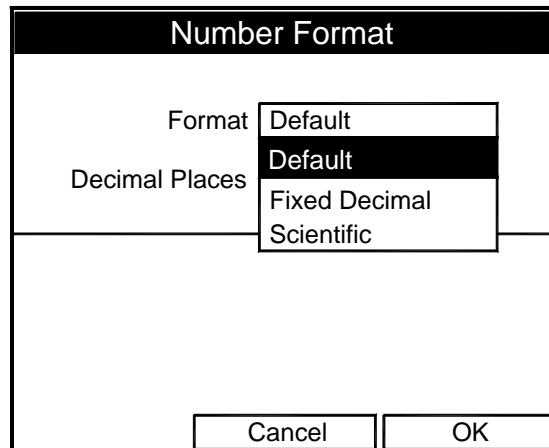 Number Format
Format Default
Default
Decimal Places
Fixed Decimal
Scientific
Cancel OK